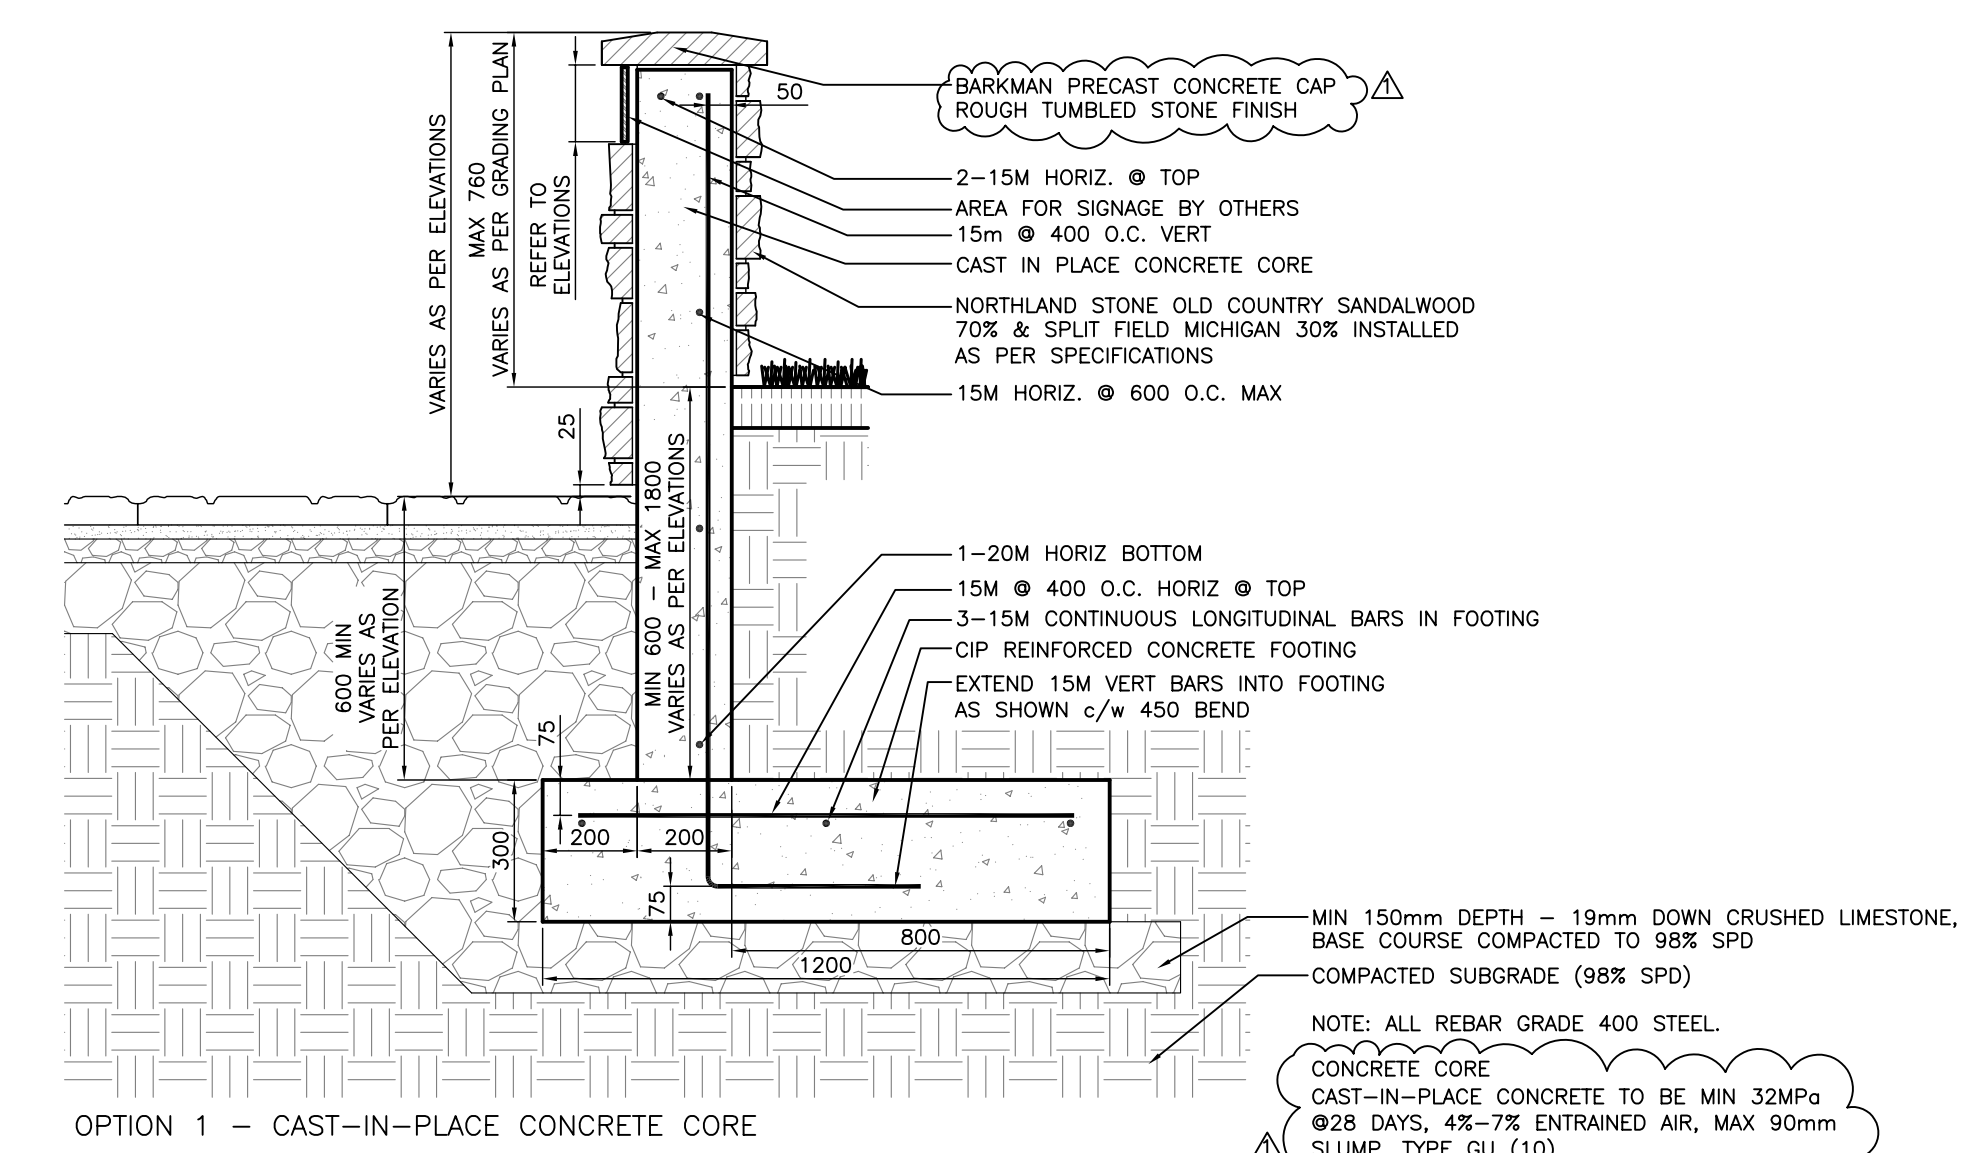 BARKMAN PRECAST CONCRETE CAP
ROUGH TUMBLED STONE FINISH
1
50
2-15M HORIZ. @ TOP
AREA FOR SIGNAGE BY OTHERS
15m @ 400 O.C. VERT
CAST IN PLACE CONCRETE CORE
NORTHLAND STONE OLD COUNTRY SANDALWOOD
70% & SPLIT FIELD MICHIGAN 30% INSTALLED
AS PER SPECIFICATIONS
15M HORIZ. @ 600 O.C. MAX
VARIES AS PER ELEVATIONS
MAX 760
VARIES AS PER GRADING PLAN
REFER TO
ELEVATIONS
25
MIN 600 - MAX 1800
VARIES AS PER ELEVATIONS
600 MIN
VARIES AS
PER ELEVATION
75
1-20M HORIZ BOTTOM
15M @ 400 O.C. HORIZ @ TOP
3-15M CONTINUOUS LONGITUDINAL BARS IN FOOTING
CIP REINFORCED CONCRETE FOOTING
EXTEND 15M VERT BARS INTO FOOTING
AS SHOWN c/w 450 BEND
300
200
200
75
800
1200
MIN 150mm DEPTH - 19mm DOWN CRUSHED LIMESTONE,
BASE COURSE COMPACTED TO 98% SPD
COMPACTED SUBGRADE (98% SPD)
NOTE: ALL REBAR GRADE 400 STEEL.
CONCRETE CORE
CAST-IN-PLACE CONCRETE TO BE MIN 32MPa
@28 DAYS, 4%-7% ENTRAINED AIR, MAX 90mm
SLUMP, TYPE GU (10)
1
OPTION 1 - CAST-IN-PLACE CONCRETE CORE